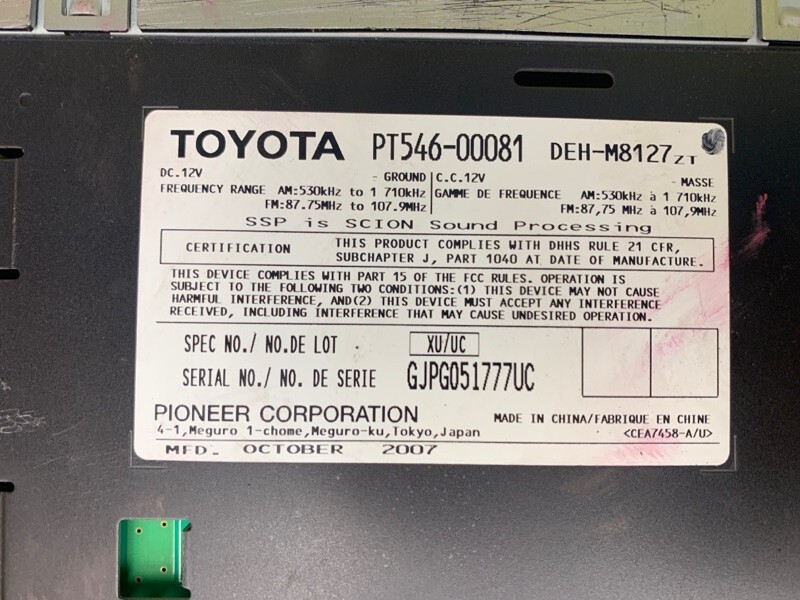 TOYOTA PT546-00081 DEH-M8127ZT
DC.12V - GROUND C.C.12V - MASSE
FREQUENCY RANGE AM:530kHz to 1 710kHz GAMME DE FREQUENCE AM:530kHz à 1 710kHz
FM:87.75MHz to 107.9MHz FM:87,75 MHz à 107,9MHz
SSP is SCION Sound Processing
CERTIFICATION THIS PRODUCT COMPLIES WITH DHHS RULE 21 CFR,
SUBCHAPTER J, PART 1040 AT DATE OF MANUFACTURE.
THIS DEVICE COMPLIES WITH PART 15 OF THE FCC RULES. OPERATION IS
SUBJECT TO THE FOLLOWING TWO CONDITIONS:(1) THIS DEVICE MAY NOT CAUSE
HARMFUL INTERFERENCE, AND(2) THIS DEVICE MUST ACCEPT ANY INTERFERENCE
RECEIVED, INCLUDING INTERFERENCE THAT MAY CAUSE UNDESIRED OPERATION.
SPEC NO./ NO.DE LOT XU/UC
SERIAL NO./ NO. DE SERIE GJPG051777UC
PIONEER CORPORATION MADE IN CHINA/FABRIQUE EN CHINE
4-1,Meguro 1-chome,Meguro-ku,Tokyo,Japan <CEA7458-A/U>
MFD. OCTOBER 2007